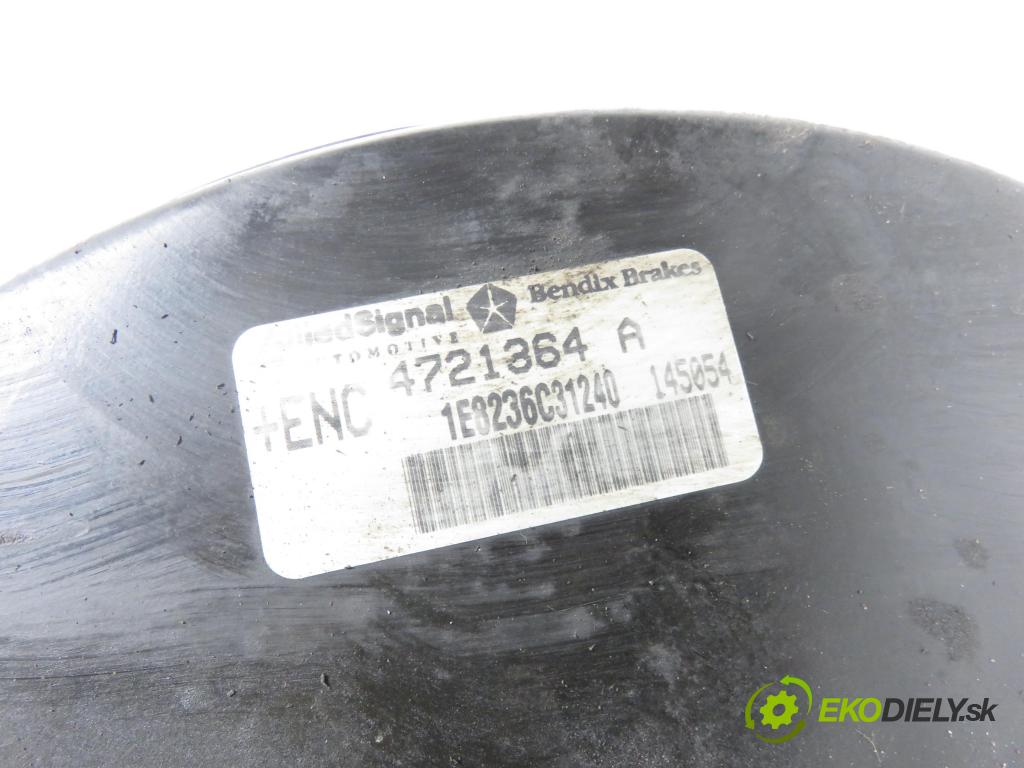 AlliedSignal
AUTOMOTIVE
Bendix Brakes
4721364 A
+ENC
1E8236C31240 145054
EKODIELY.sk